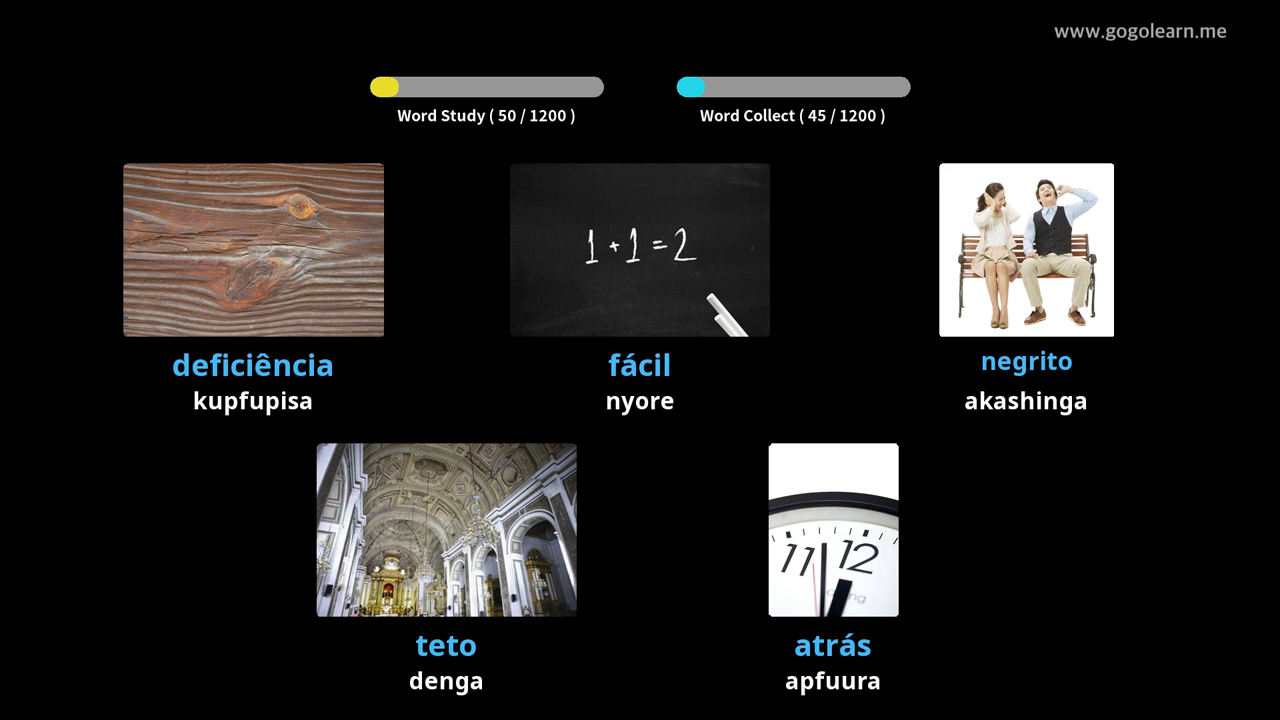 www.gogolearn.me
Word Study ( 50 / 1200 )
Word Collect ( 45 / 1200 )
1 + 1 = 2
deficiência
kupfupisa
fácil
nyore
negrito
akashinga
11 12
teto
denga
atrás
apfuura